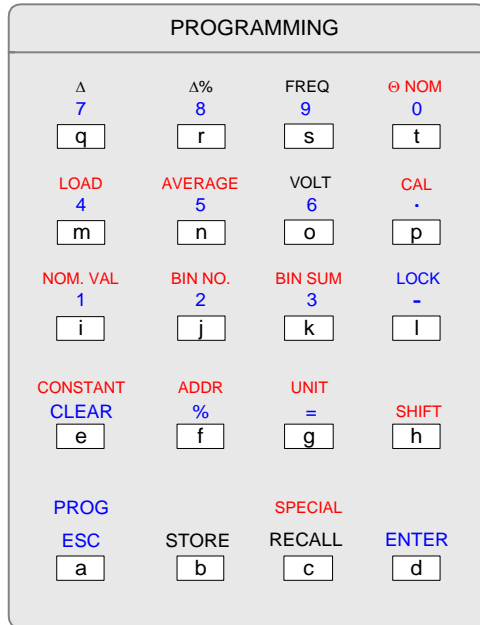 PROGRAMMING
Δ Δ% FREQ Θ NOM
7 8 9 0
q r s t
LOAD AVERAGE VOLT CAL
4 5 6 ·
m n o p
NOM. VAL BIN NO. BIN SUM LOCK
1 2 3 -
i j k l
CONSTANT ADDR UNIT
CLEAR % = SHIFT
e f g h
PROG SPECIAL
ESC STORE RECALL ENTER
a b c d